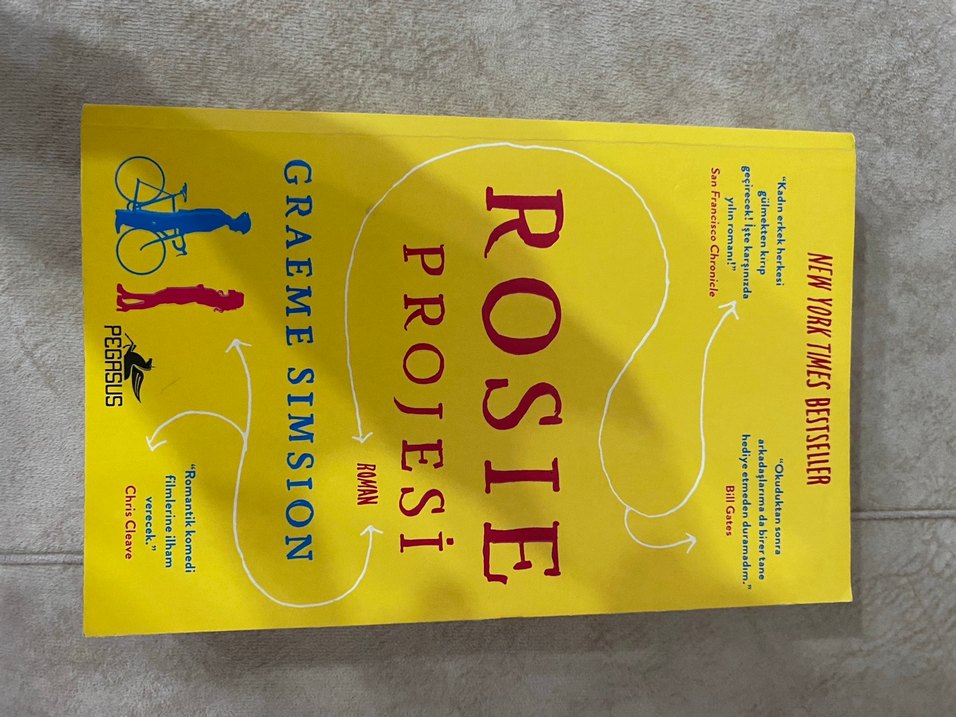 NEW YORK TIMES BESTSELLER
"Kadın erkek herkesi
gülmekten kırıp
geçirecek! İşte karşınızda
yılın romanı!"
San Francisco Chronicle
"Okuduktan sonra
arkadaşlarıma da birer tane
hediye etmeden duramadım."
Bill Gates
ROSIE
PROJESİ
ROMAN
GRAEME SIMSION
"Romantik komedi
filmlerine ilham
verecek."
Chris Cleave
PEGASUS